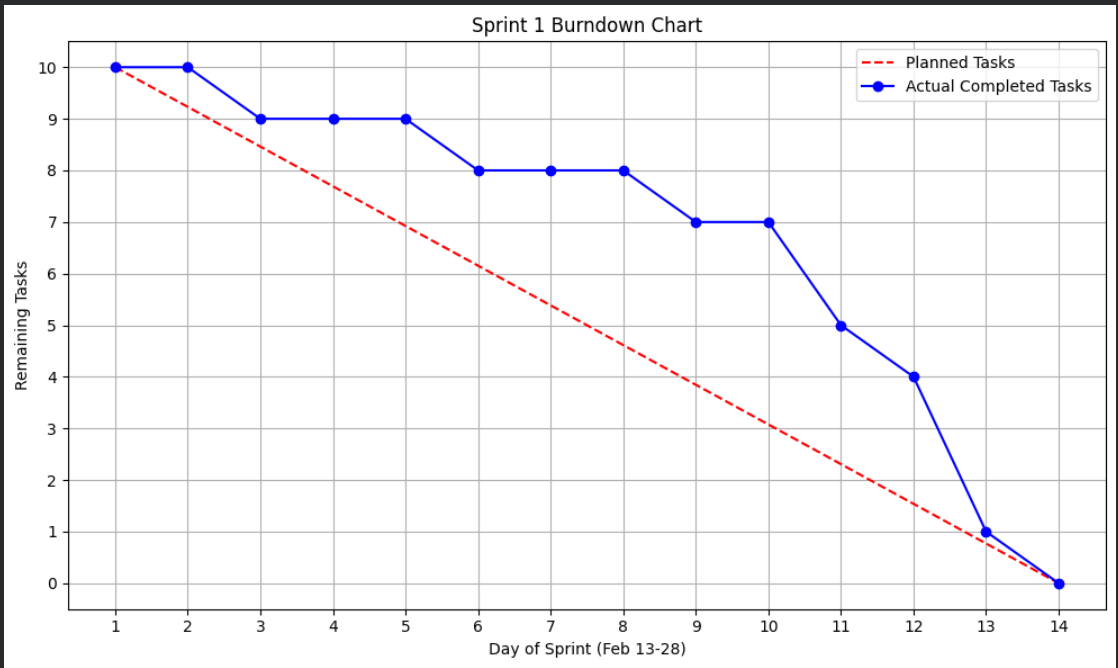 Sprint 1 Burndown Chart
Planned Tasks
Actual Completed Tasks
10
9
8
7
6
5
4
3
2
1
0
Remaining Tasks
1 2 3 4 5 6 7 8 9 10 11 12 13 14
Day of Sprint (Feb 13-28)